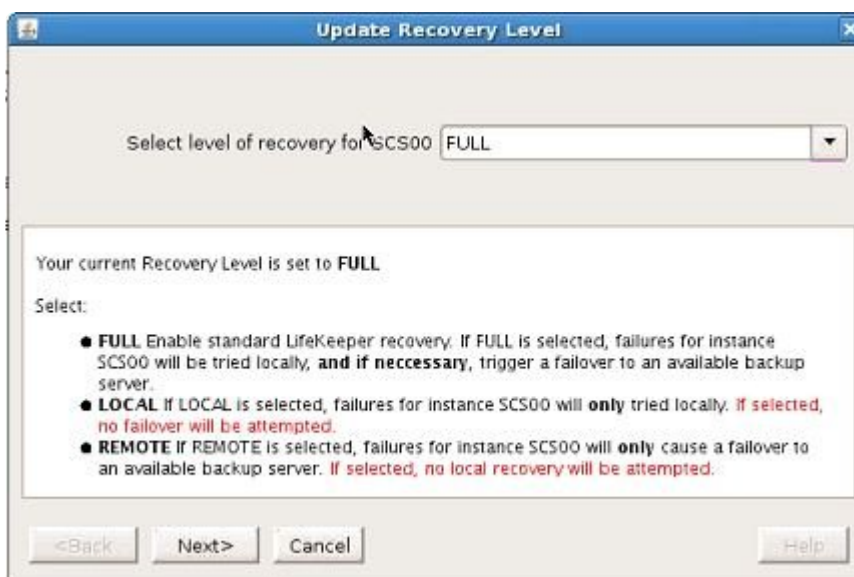 Update Recovery Level
Select level of recovery for SCS00 FULL
Your current Recovery Level is set to FULL
Select:
● FULL Enable standard LifeKeeper recovery. If FULL is selected, failures for instance
SCS00 will be tried locally, and if neccessary, trigger a failover to an available backup
server.
● LOCAL If LOCAL is selected, failures for instance SCS00 will only tried locally. If selected,
no failover will be attempted.
● REMOTE If REMOTE is selected, failures for instance SCS00 will only cause a failover to
an available backup server. If selected, no local recovery will be attempted.
<Back Next> Cancel Help